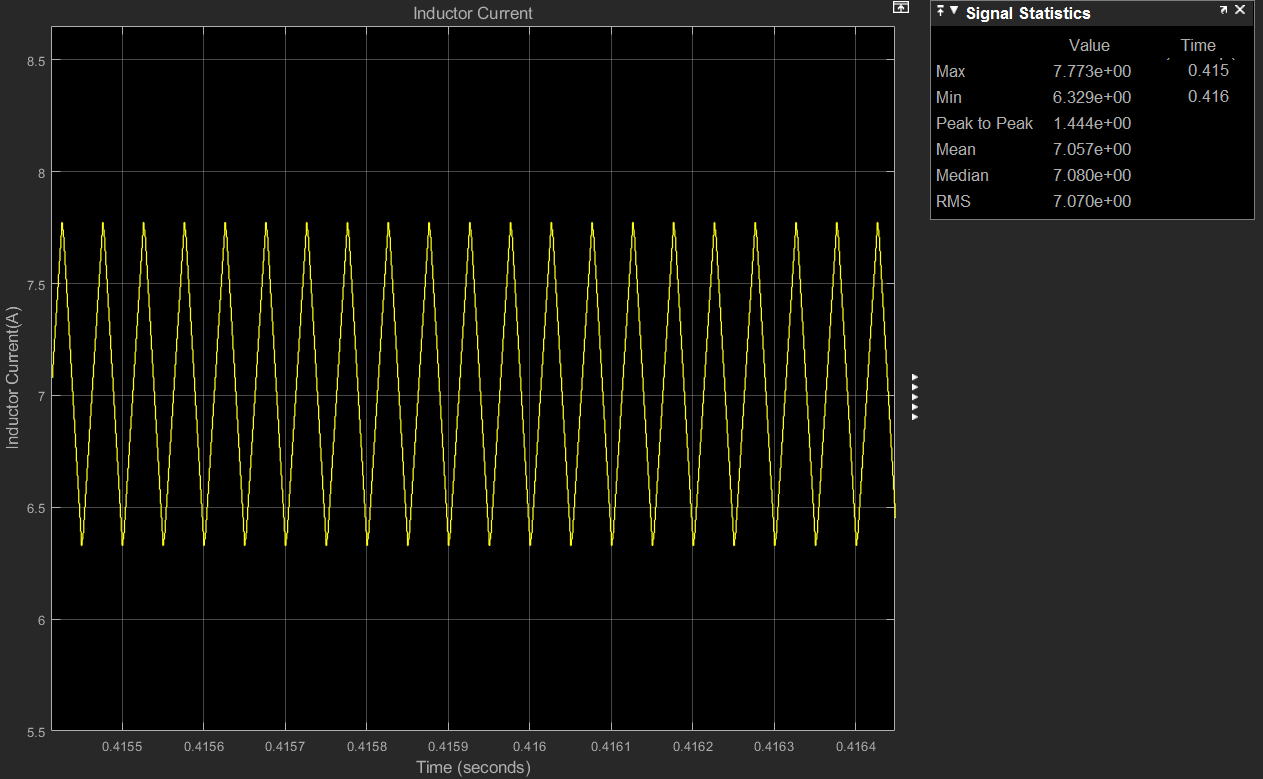 Inductor Current
Signal Statistics
Value Time
Max 7.773e+00 0.415
Min 6.329e+00 0.416
Peak to Peak 1.444e+00
Mean 7.057e+00
Median 7.080e+00
RMS 7.070e+00
8.5
8
7.5
7
6.5
6
5.5
Inductor Current(A)
0.4155 0.4156 0.4157 0.4158 0.4159 0.416 0.4161 0.4162 0.4163 0.4164
Time (seconds)